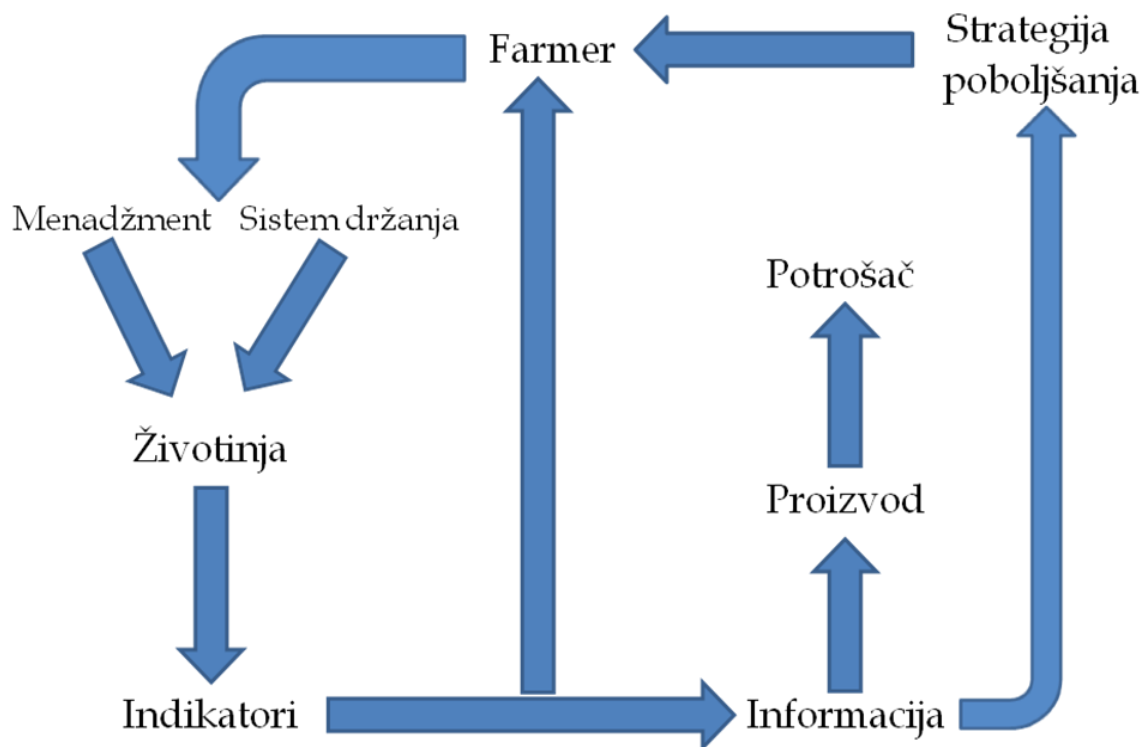 Farmer
Strategija
poboljšanja
Menadžment
Sistem držanja
Potrošač
Životinja
Proizvod
Indikatori
Informacija